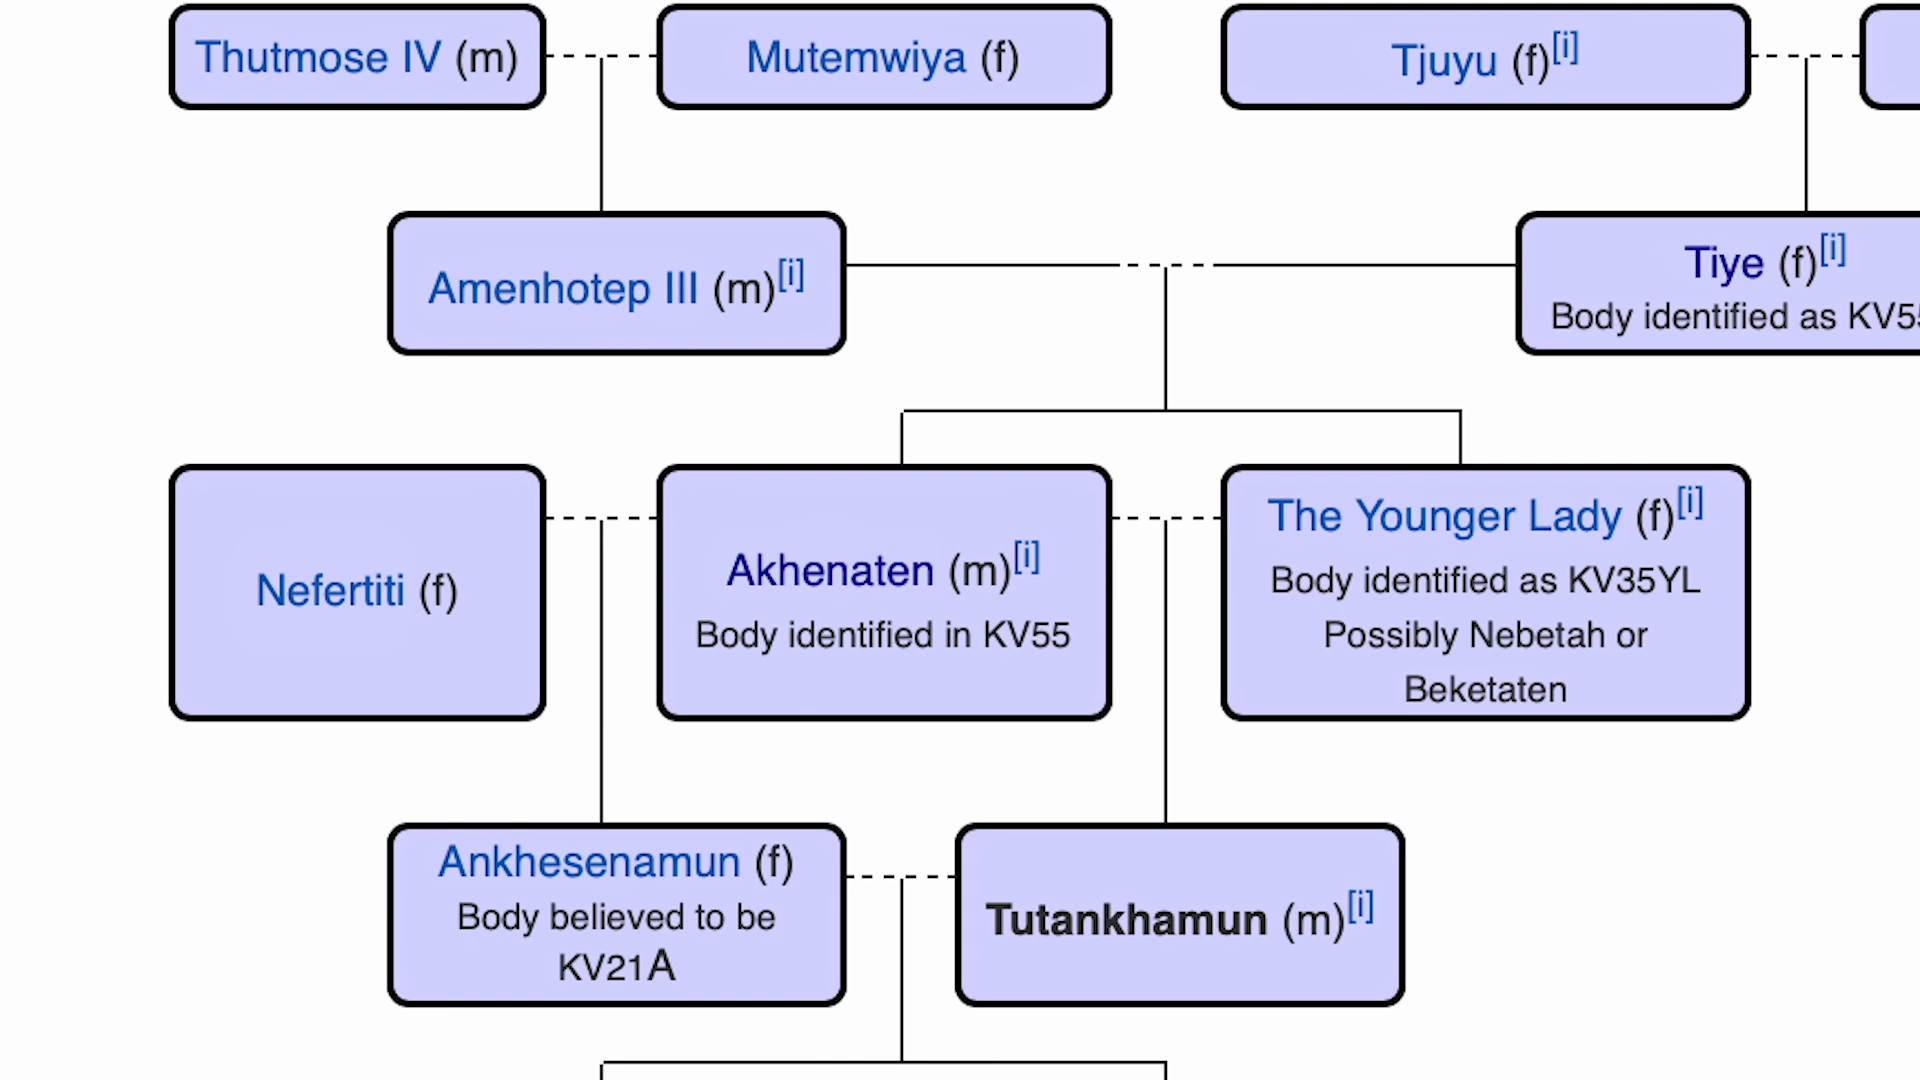 Thutmose IV (m)
Mutemwiya (f)
Tjuyu (f)[i]
Amenhotep III (m)[i]
Tiye (f)[i]
Body identified as
Nefertiti (f)
Akhenaten (m)[i]
Body identified in KV55
The Younger Lady (f)[i]
Body identified as KV35YL
Possibly Nebetah or
Beketaten
Ankhesenamun (f)
Body believed to be
KV21A
Tutankhamun (m)[i]